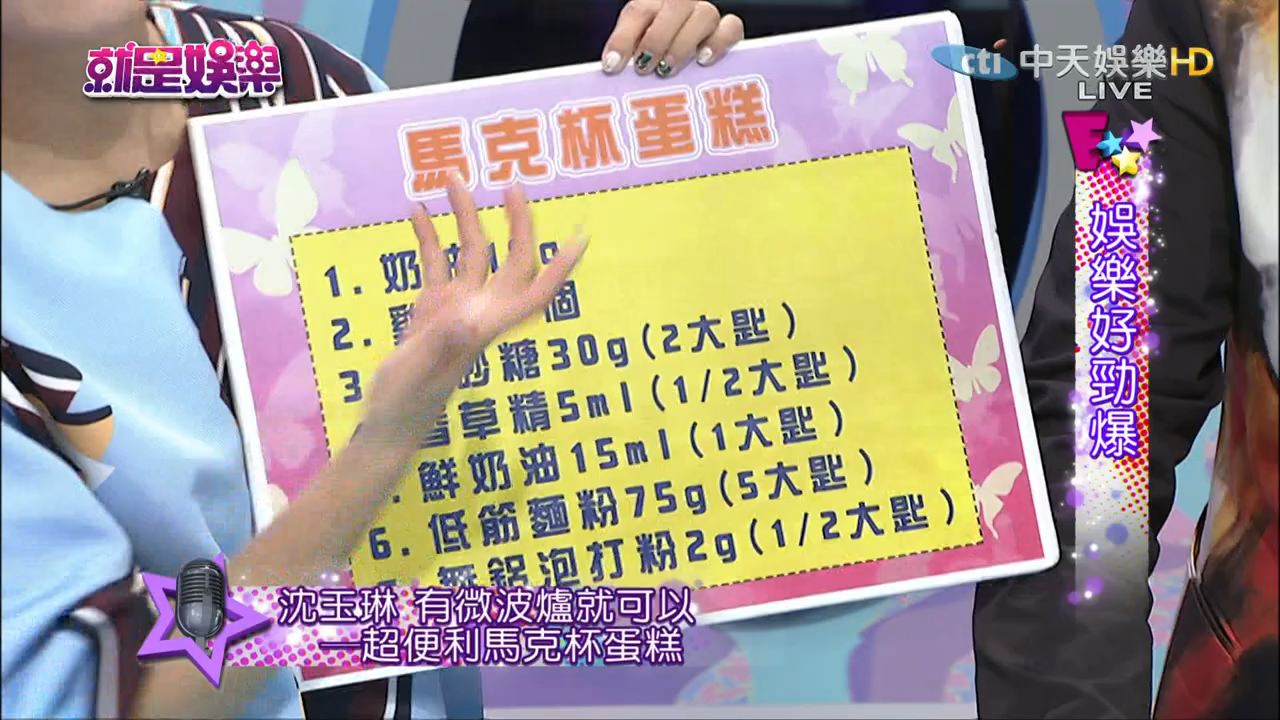 就是娛樂
cti 中天娛樂HD
LIVE
馬克杯蛋糕
1. 奶
2.
個
3 糖30g(2大匙)
草精5ml(1/2大匙)
. 鮮奶油15ml(1大匙)
6. 低筋麵粉75g(5大匙)
無鋁泡打粉2g(1/2大匙)
E
娛樂好勁爆
沈玉琳 有微波爐就可以
超便利馬克杯蛋糕